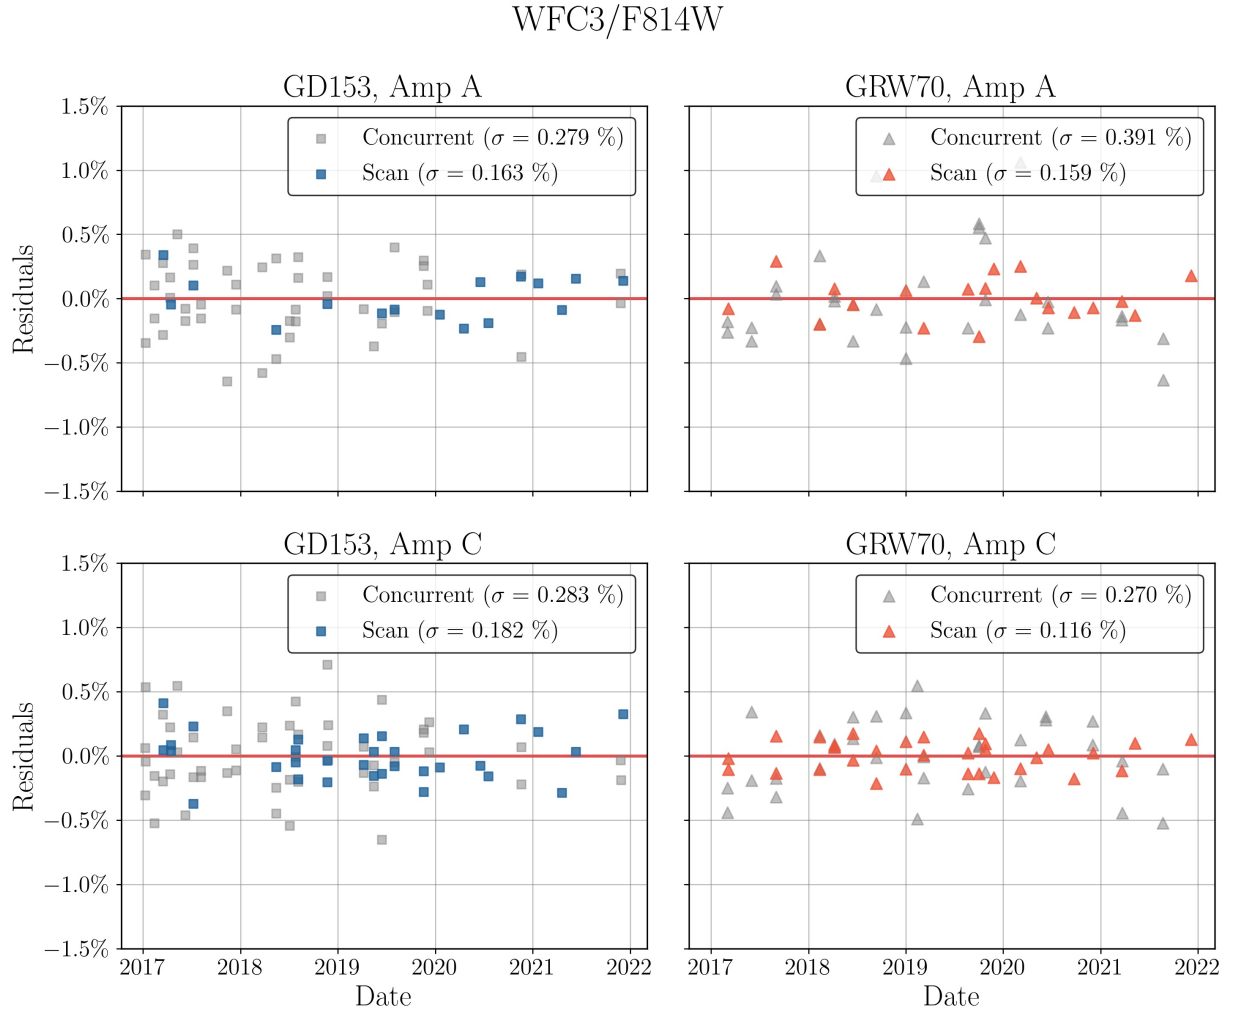 WFC3/F814W
GD153, Amp A
GRW70, Amp A
1.5%
1.0%
0.5%
0.0%
−0.5%
−1.0%
−1.5%
Residuals
Concurrent (σ = 0.279 %)
Scan (σ = 0.163 %)
Concurrent (σ = 0.391 %)
Scan (σ = 0.159 %)
GD153, Amp C
GRW70, Amp C
1.5%
1.0%
0.5%
0.0%
−0.5%
−1.0%
−1.5%
Residuals
Concurrent (σ = 0.283 %)
Scan (σ = 0.182 %)
Concurrent (σ = 0.270 %)
Scan (σ = 0.116 %)
2017 2018 2019 2020 2021 2022
2017 2018 2019 2020 2021 2022
Date
Date